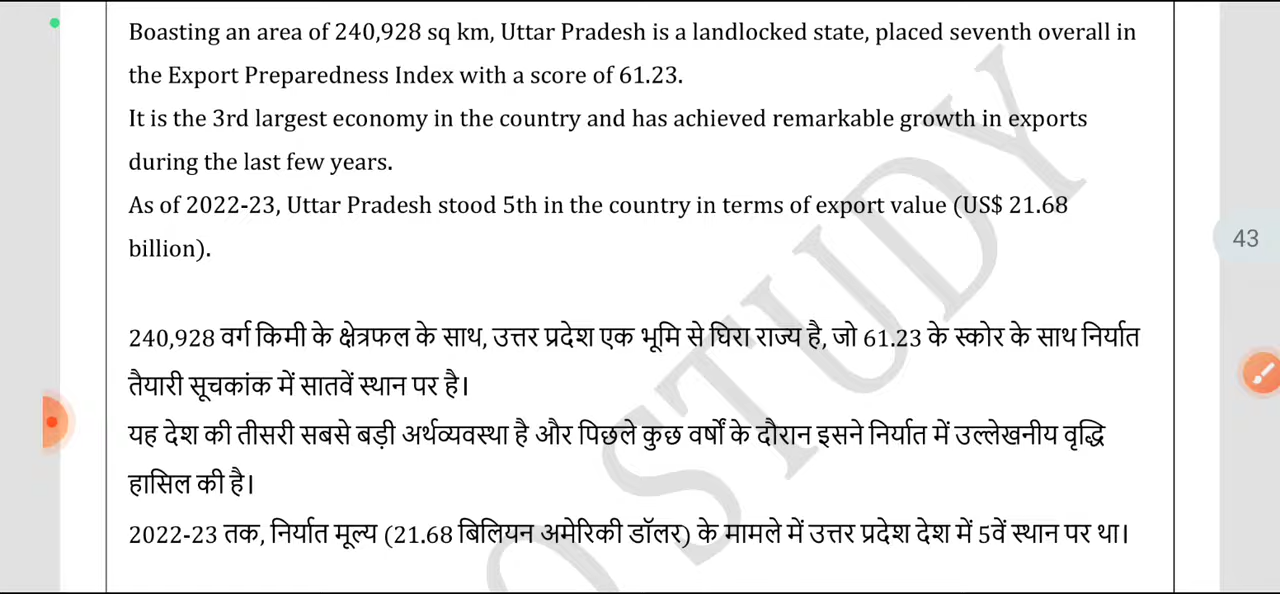 Boasting an area of 240,928 sq km, Uttar Pradesh is a landlocked state, placed seventh overall in
the Export Preparedness Index with a score of 61.23.
It is the 3rd largest economy in the country and has achieved remarkable growth in exports
during the last few years.
As of 2022-23, Uttar Pradesh stood 5th in the country in terms of export value (US$ 21.68
billion).
43
240,928 वर्ग किमी के क्षेत्रफल के साथ, उत्तर प्रदेश एक भूमि से घिरा राज्य है, जो 61.23 के स्कोर के साथ निर्यात
तैयारी सूचकांक में सातवें स्थान पर है।
यह देश की तीसरी सबसे बड़ी अर्थव्यवस्था है और पिछले कुछ वर्षों के दौरान इसने निर्यात में उल्लेखनीय वृद्धि
हासिल की है।
2022-23 तक, निर्यात मूल्य (21.68 बिलियन अमेरिकी डॉलर) के मामले में उत्तर प्रदेश देश में 5वें स्थान पर था।
STUDY